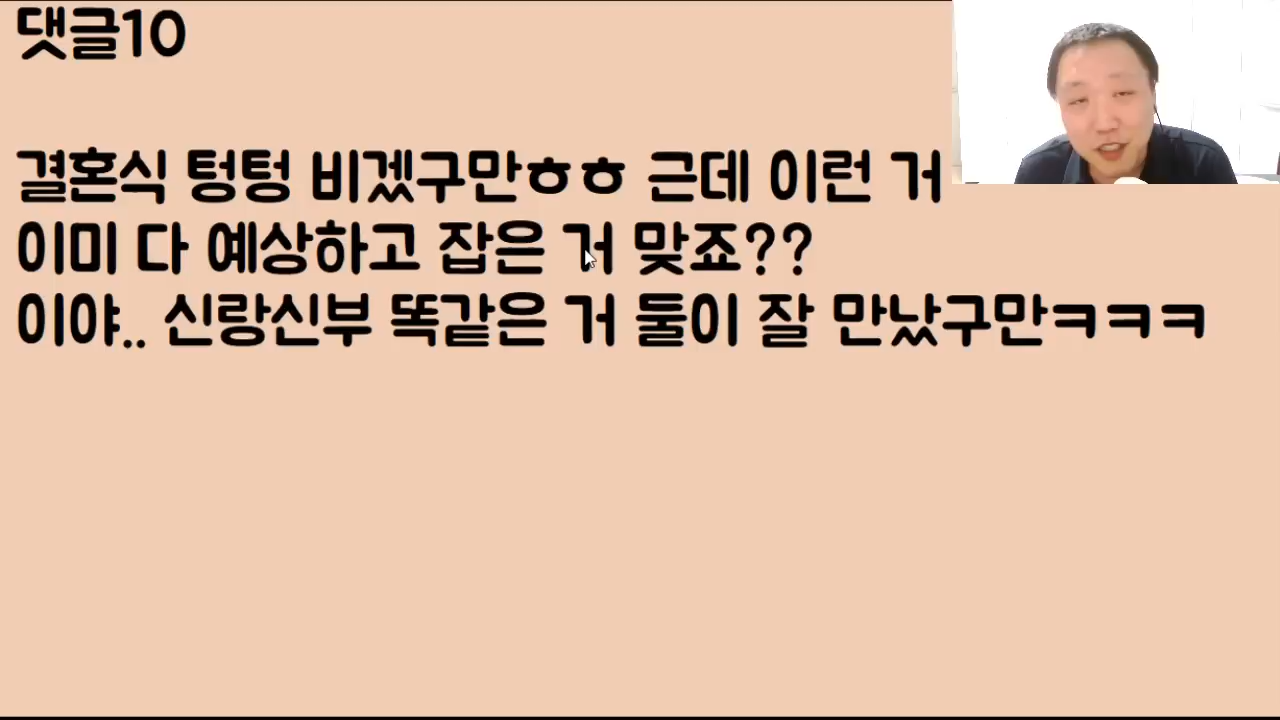 댓글10
결혼식 텅텅 비겠구만ㅎㅎ 근데 이런 거
이미 다 예상하고 잡은 거 맞죠??
이야.. 신랑신부 똑같은 거 둘이 잘 만났구만ㅋㅋㅋ